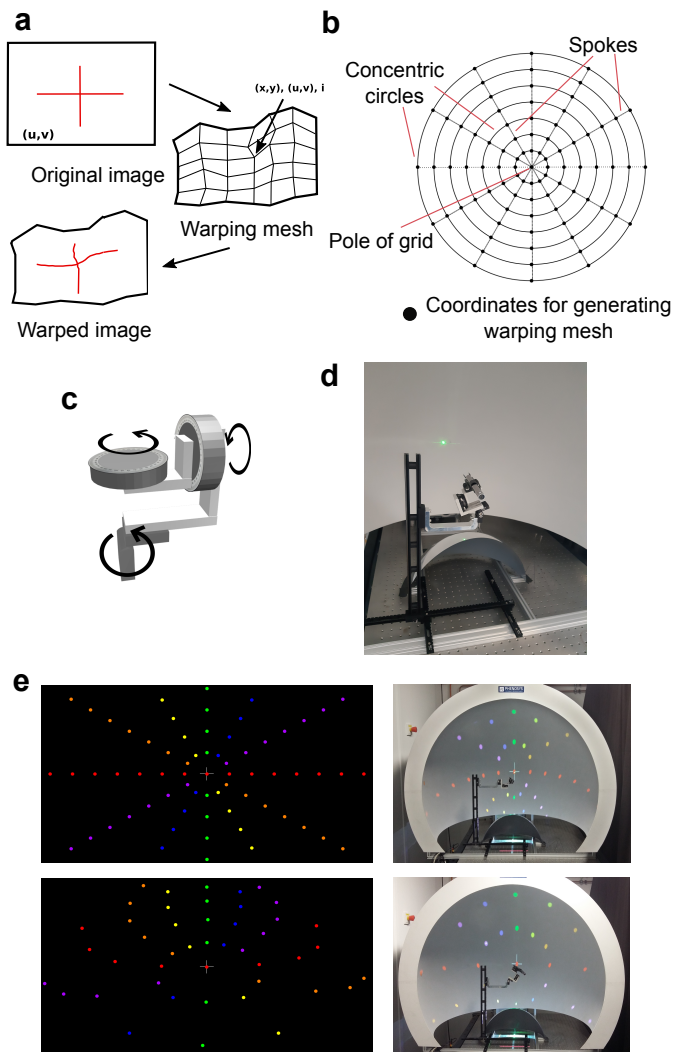 a
(u,v)
Original image
(x,y), (u,v), i
Warping mesh
Warped image
b
Spokes
Concentric
circles
Pole of grid
Coordinates for generating
warping mesh
c
d
e